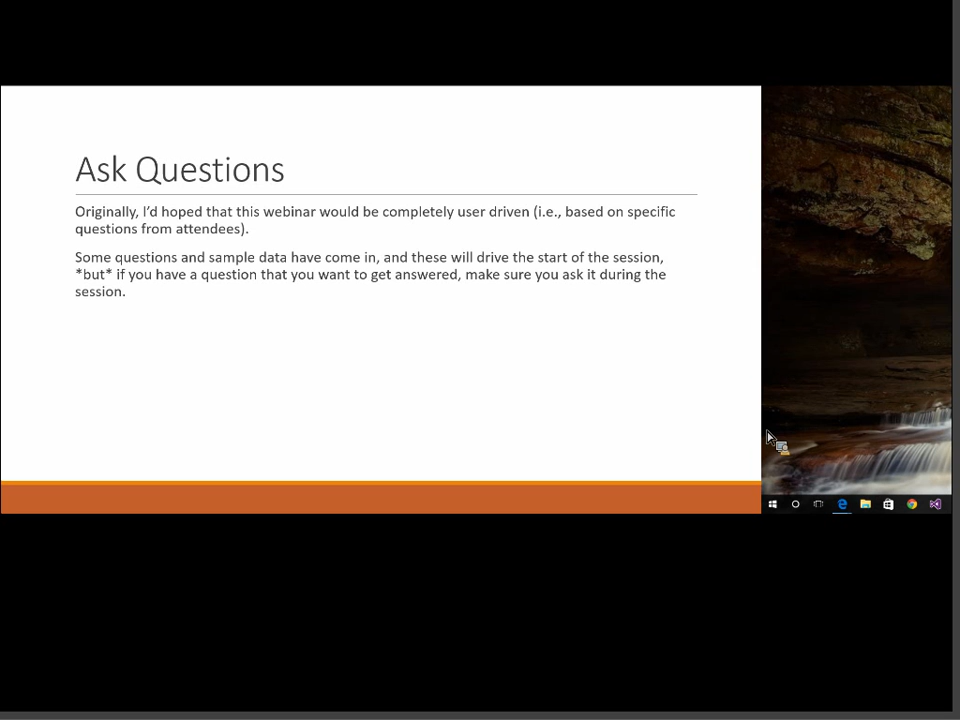 Ask Questions
Originally, I'd hoped that this webinar would be completely user driven (i.e., based on specific
questions from attendees).
Some questions and sample data have come in, and these will drive the start of the session,
*but* if you have a question that you want to get answered, make sure you ask it during the
session.